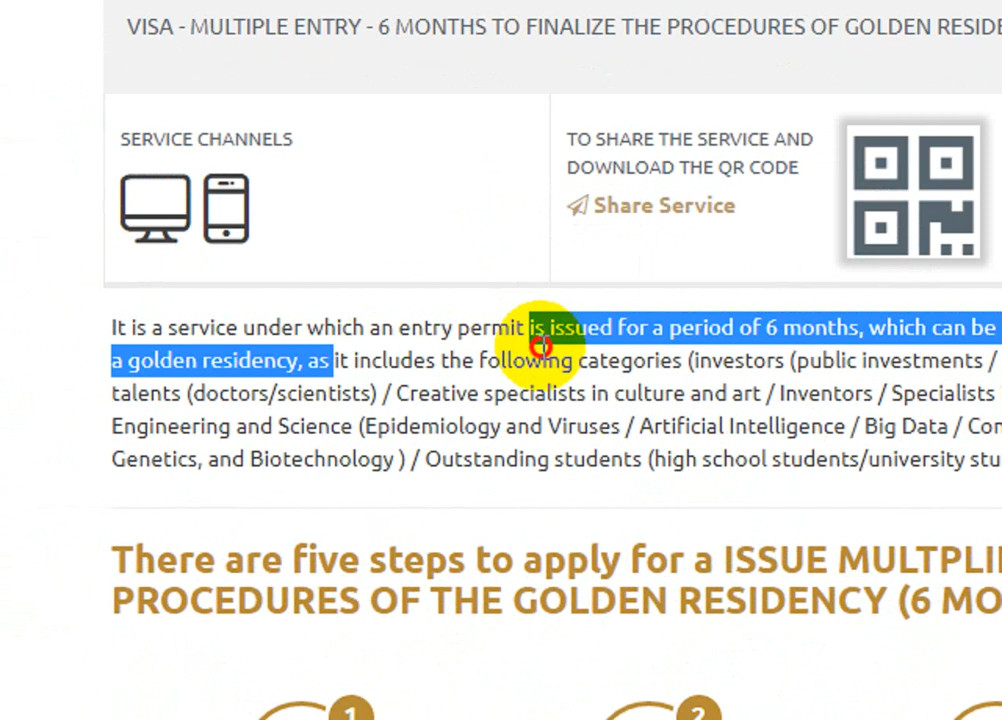 VISA - MULTIPLE ENTRY - 6 MONTHS TO FINALIZE THE PROCEDURES OF GOLDEN RESIDE
SERVICE CHANNELS
TO SHARE THE SERVICE AND
DOWNLOAD THE QR CODE
Share Service
It is a service under which an entry permit is issued for a period of 6 months, which can be
a golden residency, as it includes the following categories (investors (public investments /
talents (doctors/scientists) / Creative specialists in culture and art / Inventors / Specialists
Engineering and Science (Epidemiology and Viruses / Artificial Intelligence / Big Data / Con
Genetics, and Biotechnology ) / Outstanding students (high school students/university stu
There are five steps to apply for a ISSUE MULTPLI
PROCEDURES OF THE GOLDEN RESIDENCY (6 MO
1
2